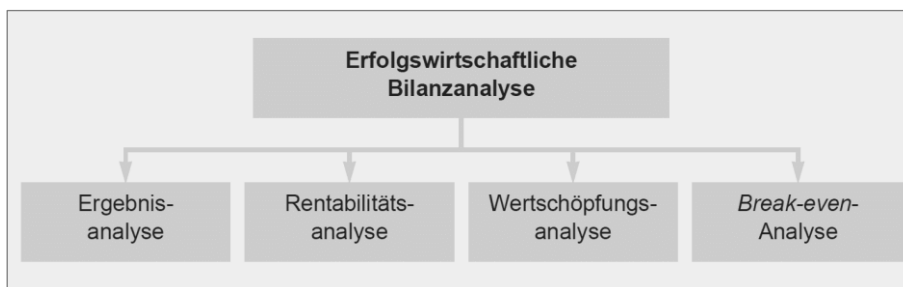 Erfolgswirtschaftliche
Bilanzanalyse
Ergebnis-
analyse
Rentabilitäts-
analyse
Wertschöpfungs-
analyse
Break-even-
Analyse